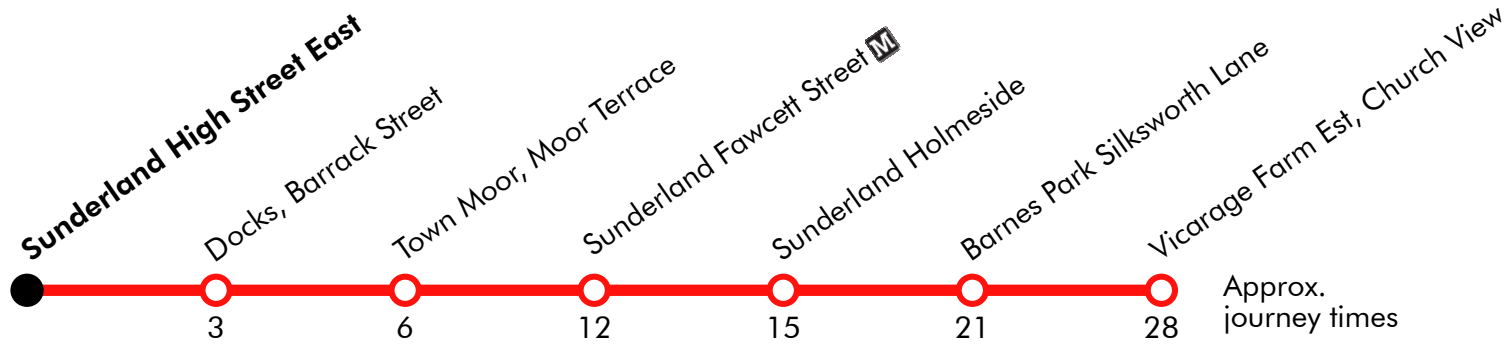 Sunderland High Street East
Docks, Barrack Street
Town Moor, Moor Terrace
Sunderland Fawcett Street M
Sunderland Holmeside
Barnes Park Silksworth Lane
Vicarage Farm Est, Church View
3
6
12
15
21
28
Approx.
journey times